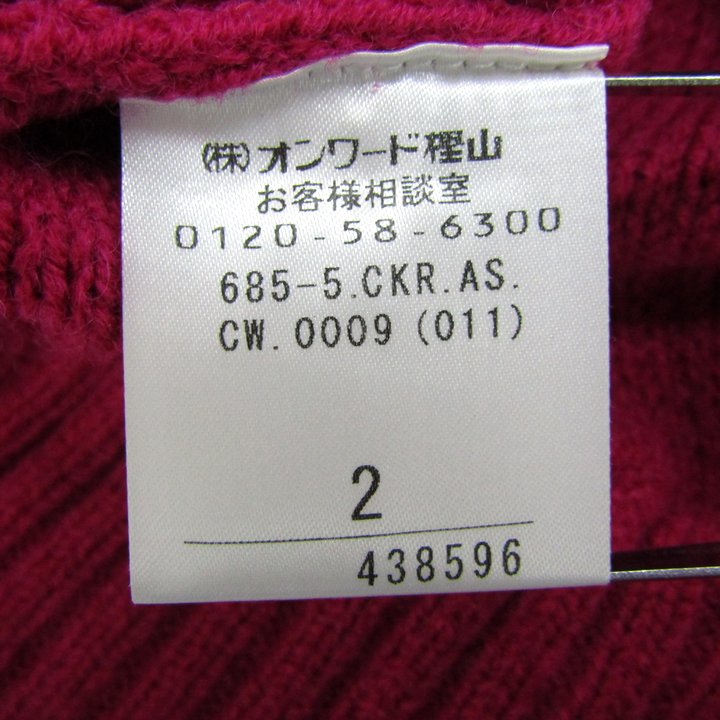 (株)オンワード樫山
お客様相談室
0120-58-6300
685-5.CKR.AS.
CW.0009 (011)
2
438596